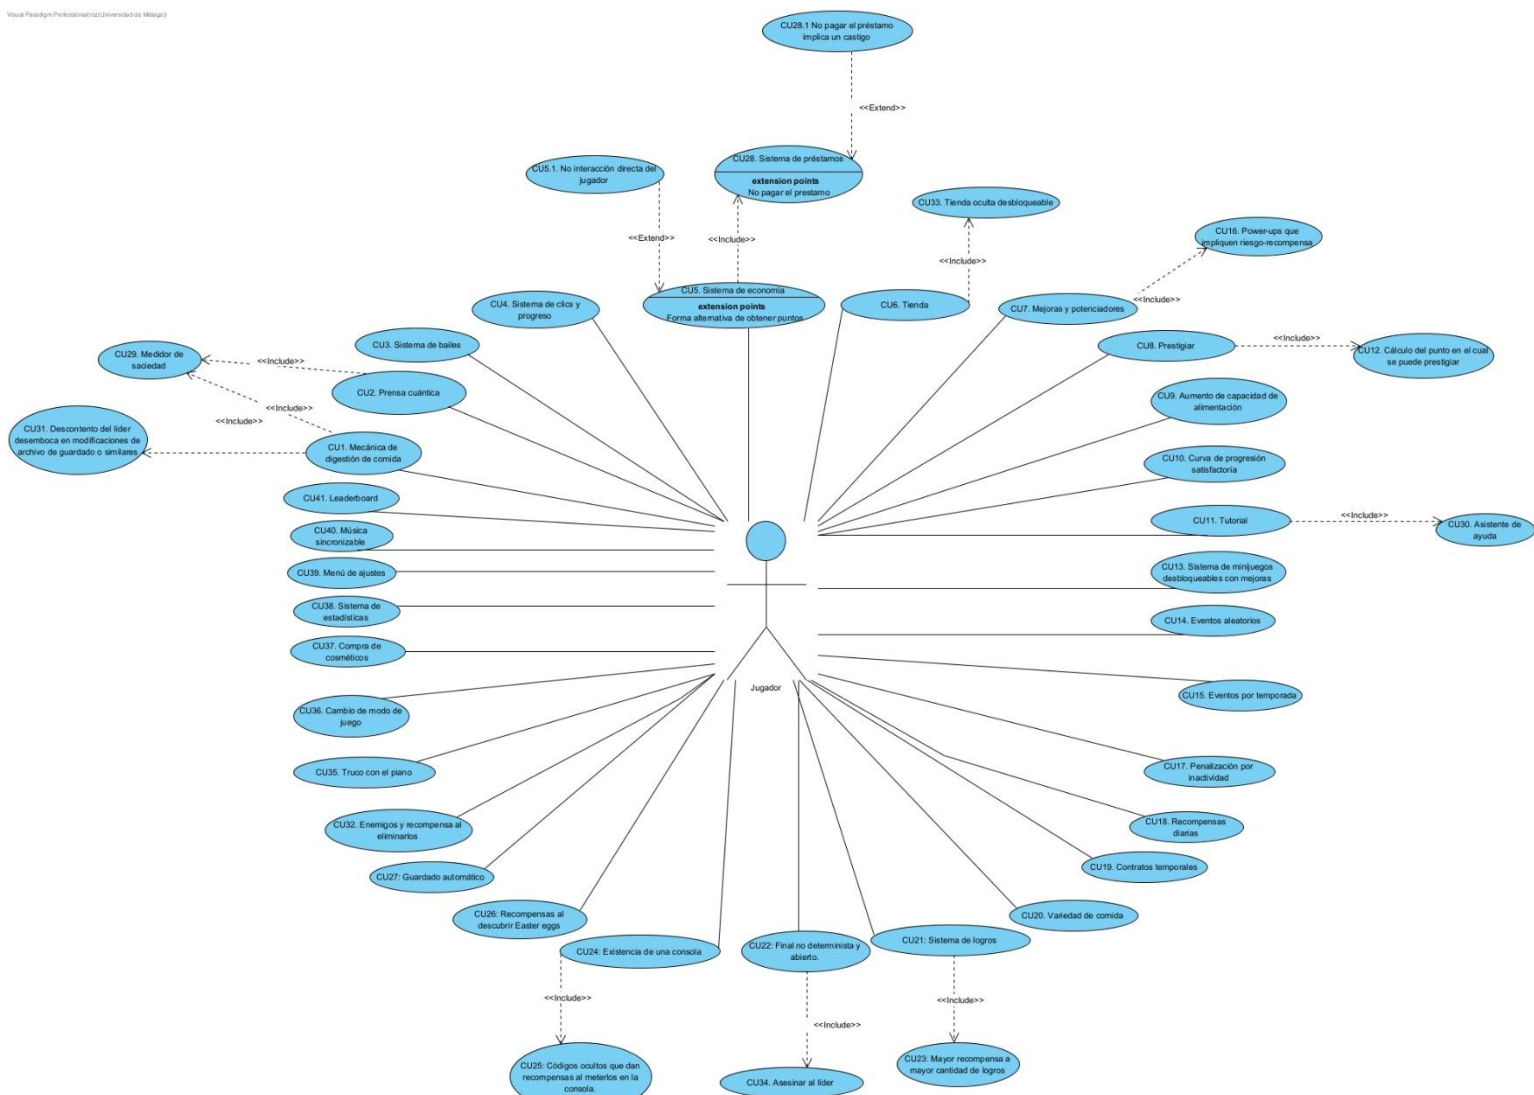 Visual Paradigm Professional(roz(Universidad de Málaga))
CU28.1 No pagar el préstamo
implica un castigo
<<Extend>>
CU28. Sistema de préstamos
extension points
No pagar el prestamo
CU5.1. No interacción directa del
jugador
<<Extend>>
<<Include>>
CU5. Sistema de economía
extension points
Forma alternativa de obtener puntos
CU33. Tienda oculta desbloqueable
<<Include>>
CU6. Tienda
CU16. Power-ups que
impliquen riesgo-recompensa
<<Include>>
CU7. Mejoras y potenciadores
CU4. Sistema de clics y
progreso
CU3. Sistema de bailes
CU8. Prestigiar
<<Include>>
CU12. Cálculo del punto en el cual
se puede prestigiar
CU29. Medidor de
saciedad
<<Include>>
CU2. Prensa cuántica
<<Include>>
CU9. Aumento de capacidad de
alimentación
CU31. Descontento del líder
desemboca en modificaciones de
archivo de guardado o similares
<<Include>>
CU1. Mecánica de
digestión de comida
CU10. Curva de progresión
satisfactoria
CU41. Leaderboard
CU11. Tutorial
<<Include>>
CU30. Asistente de
ayuda
CU40. Música
sincronizable
CU39. Menú de ajustes
CU13. Sistema de minijuegos
desbloqueables con mejoras
CU38. Sistema de
estadísticas
CU14. Eventos aleatorios
CU37. Compra de
cosméticos
Jugador
CU15. Eventos por temporada
CU36. Cambio de modo de
juego
CU35. Truco con el piano
CU17. Penalización por
inactividad
CU32. Enemigos y recompensa al
eliminarlos
CU18. Recompensas
diarias
CU27: Guardado automático
CU19. Contratos temporales
CU26: Recompensas al
descubrir Easter eggs
CU20. Variedad de comida
CU24: Existencia de una consola
CU22: Final no determinista y
abierto.
CU21: Sistema de logros
<<Include>>
<<Include>>
<<Include>>
CU25: Códigos ocultos que dan
recompensas al meterlos en la
consola.
CU34. Asesinar al líder
CU23: Mayor recompensa a
mayor cantidad de logros